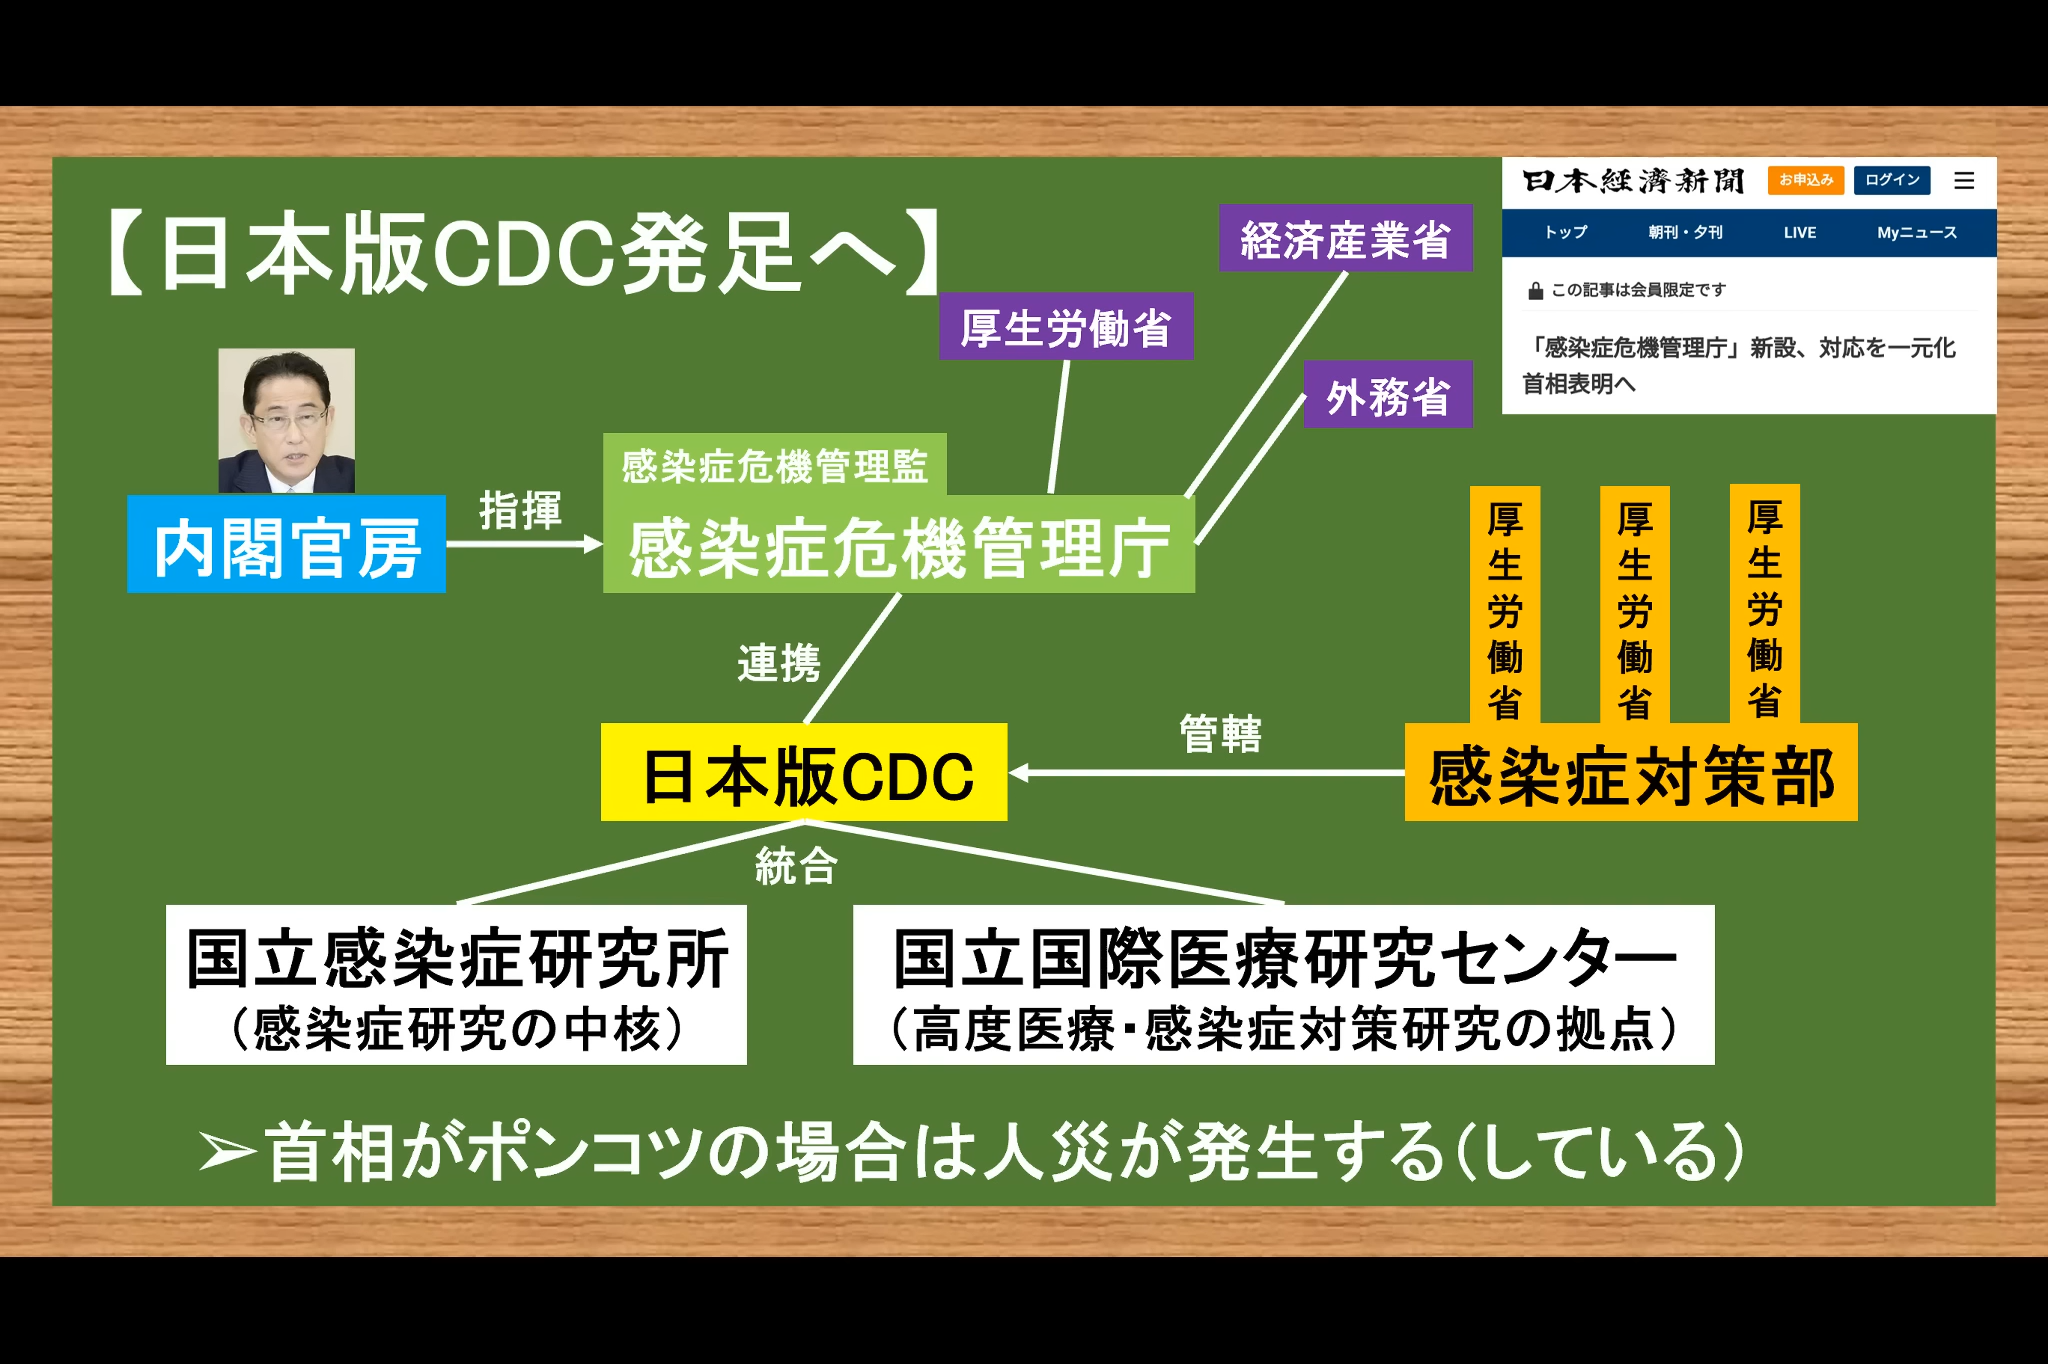 【日本版CDC発足へ】
日本経済新聞
お申込み
ログイン
トップ
朝刊・夕刊
LIVE
Myニュース
この記事は会員限定です
「感染症危機管理庁」新設、対応を一元化
首相表明へ
経済産業省
厚生労働省
外務省
感染症危機管理監
内閣官房
指揮
感染症危機管理庁
連携
厚生労働省
厚生労働省
厚生労働省
日本版CDC
管轄
感染症対策部
統合
国立感染症研究所
（感染症研究の中核）
国立国際医療研究センター
（高度医療・感染症対策研究の拠点）
➢首相がポンコツの場合は人災が発生する（している）